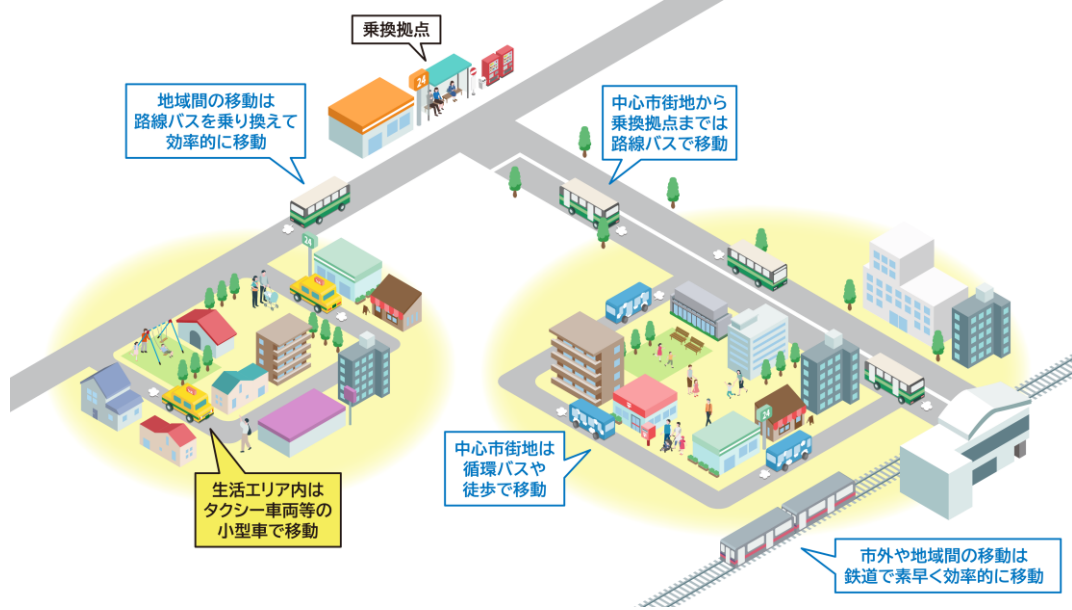 乗換拠点
24
地域間の移動は
路線バスを乗り換えて
効率的に移動
中心市街地から
乗換拠点までは
路線バスで移動
24
24
生活エリア内は
タクシー車両等の
小型車で移動
中心市街地は
循環バスや
徒歩で移動
市外や地域間の移動は
鉄道で素早く効率的に移動